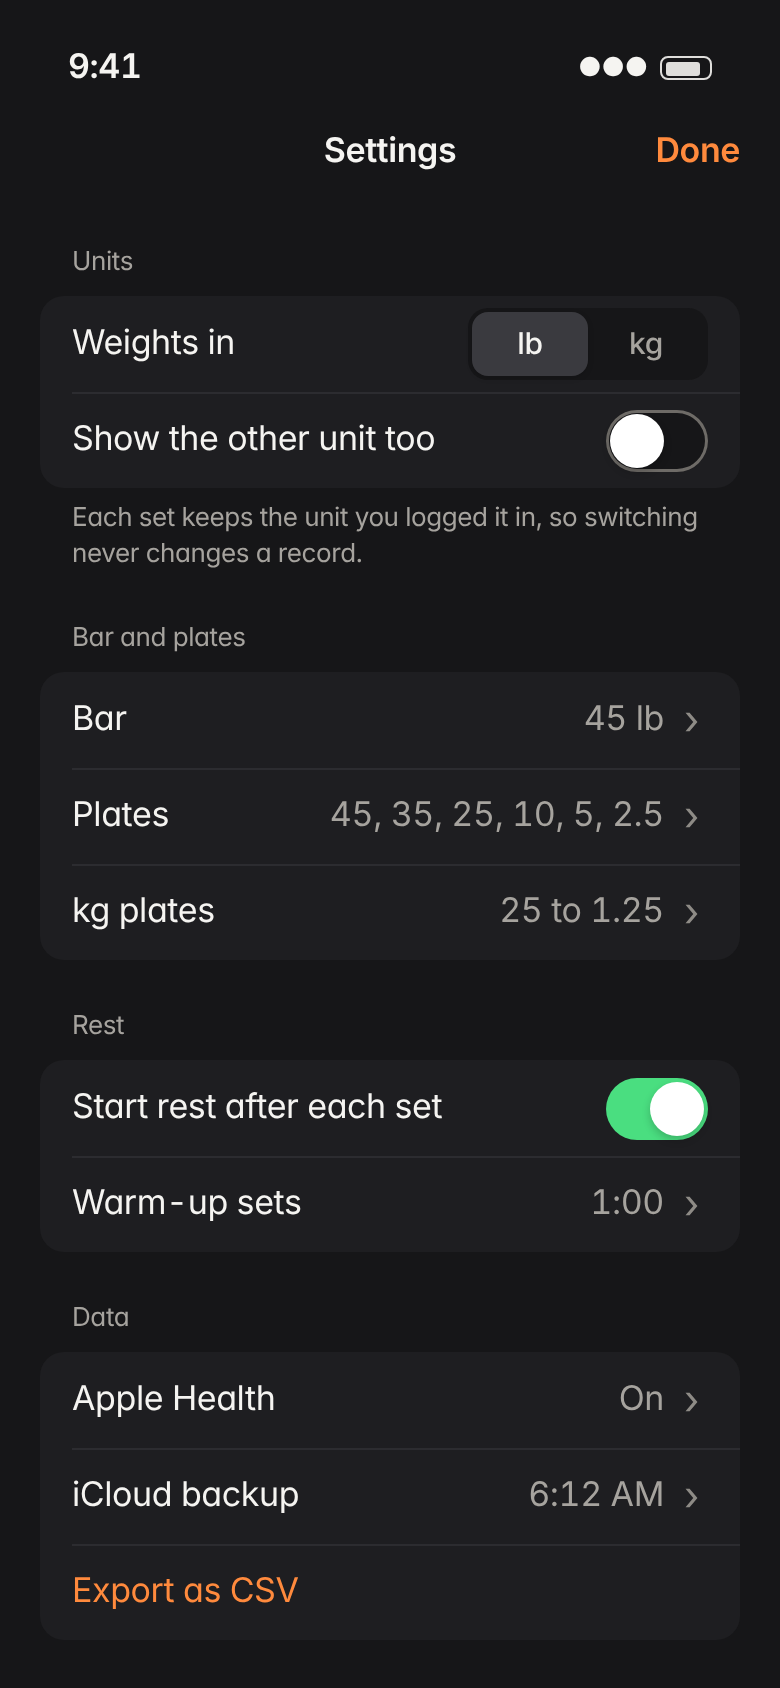 9:41
Settings
Done
Units
Weights in
lb
kg
Show the other unit too
Each set keeps the unit you logged it in, so switching
never changes a record.
Bar and plates
Bar
45 lb
Plates
45, 35, 25, 10, 5, 2.5
kg plates
25 to 1.25
Rest
Start rest after each set
Warm-up sets
1:00
Data
Apple Health
On
iCloud backup
6:12 AM
Export as CSV